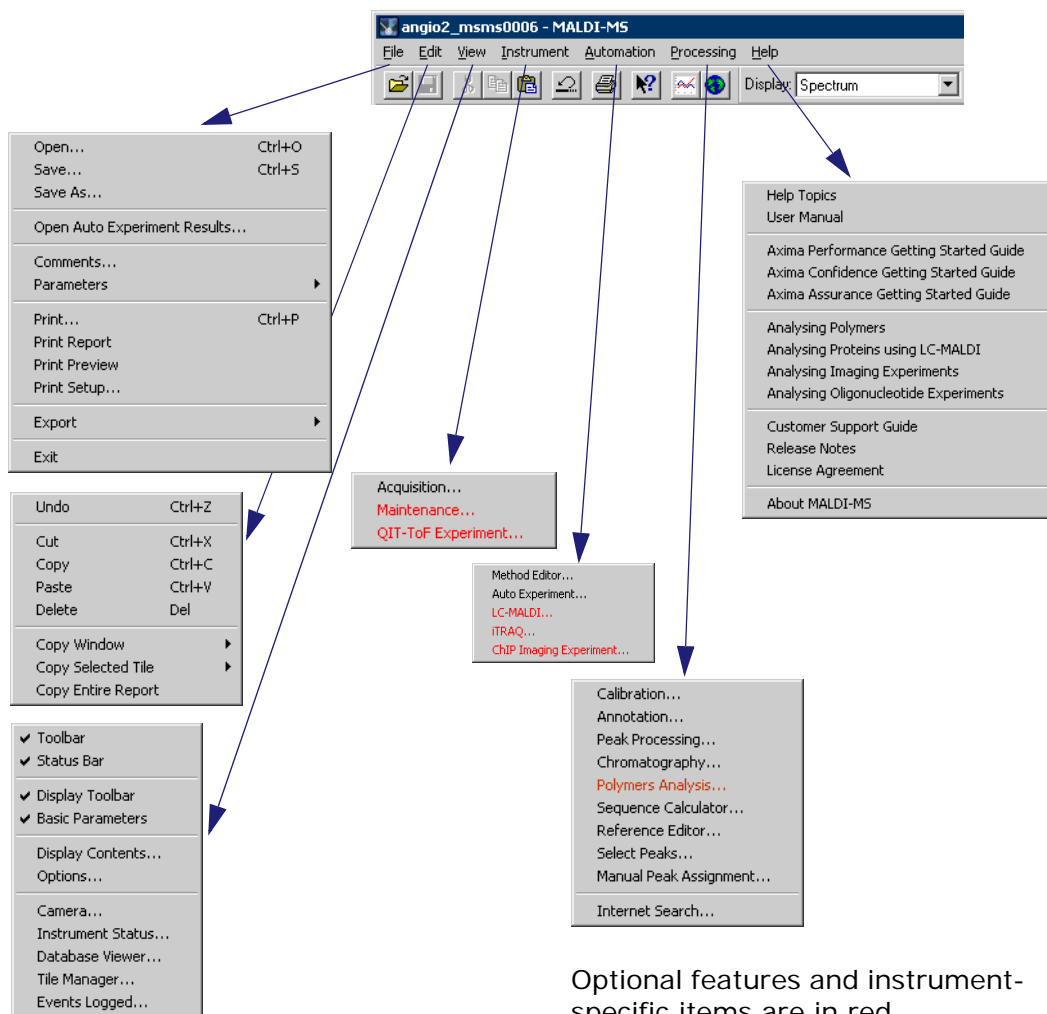 angio2_msms0006 - MALDI-MS
File Edit View Instrument Automation Processing Help
Display: Spectrum
Open... Ctrl+O
Save... Ctrl+S
Save As...
Open Auto Experiment Results...
Comments...
Parameters
Print... Ctrl+P
Print Report
Print Preview
Print Setup...
Export
Exit
Undo Ctrl+Z
Cut Ctrl+X
Copy Ctrl+C
Paste Ctrl+V
Delete Del
Copy Window
Copy Selected Tile
Copy Entire Report
Toolbar
Status Bar
Display Toolbar
Basic Parameters
Display Contents...
Options...
Camera...
Instrument Status...
Database Viewer...
Tile Manager...
Events Logged...
Acquisition...
Maintenance...
QIT-ToF Experiment...
Method Editor...
Auto Experiment...
LC-MALDI...
iTRAQ...
ChIP Imaging Experiment...
Calibration...
Annotation...
Peak Processing...
Chromatography...
Polymers Analysis...
Sequence Calculator...
Reference Editor...
Select Peaks...
Manual Peak Assignment...
Internet Search...
Help Topics
User Manual
Axima Performance Getting Started Guide
Axima Confidence Getting Started Guide
Axima Assurance Getting Started Guide
Analysing Polymers
Analysing Proteins using LC-MALDI
Analysing Imaging Experiments
Analysing Oligonucleotide Experiments
Customer Support Guide
Release Notes
License Agreement
About MALDI-MS
Optional features and instrument-
specific items are in red